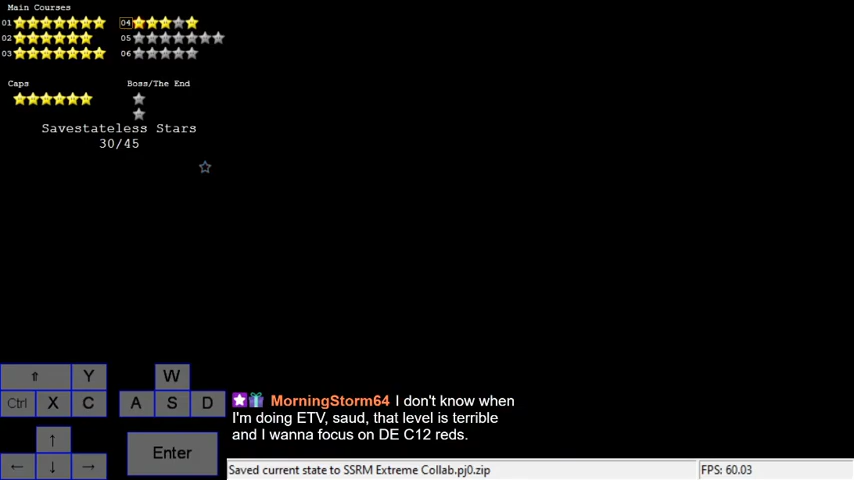 Main Courses
01 04
02 05
03 06
Caps Boss/The End
Savestateless Stars
30/45
⇑ Y W
Ctrl X C A S D
↑
Enter
← ↓ →
MorningStorm64 I don't know when
I'm doing ETV, saud, that level is terrible
and I wanna focus on DE C12 reds.
Saved current state to SSRM Extreme Collab.pj0.zip FPS: 60.03